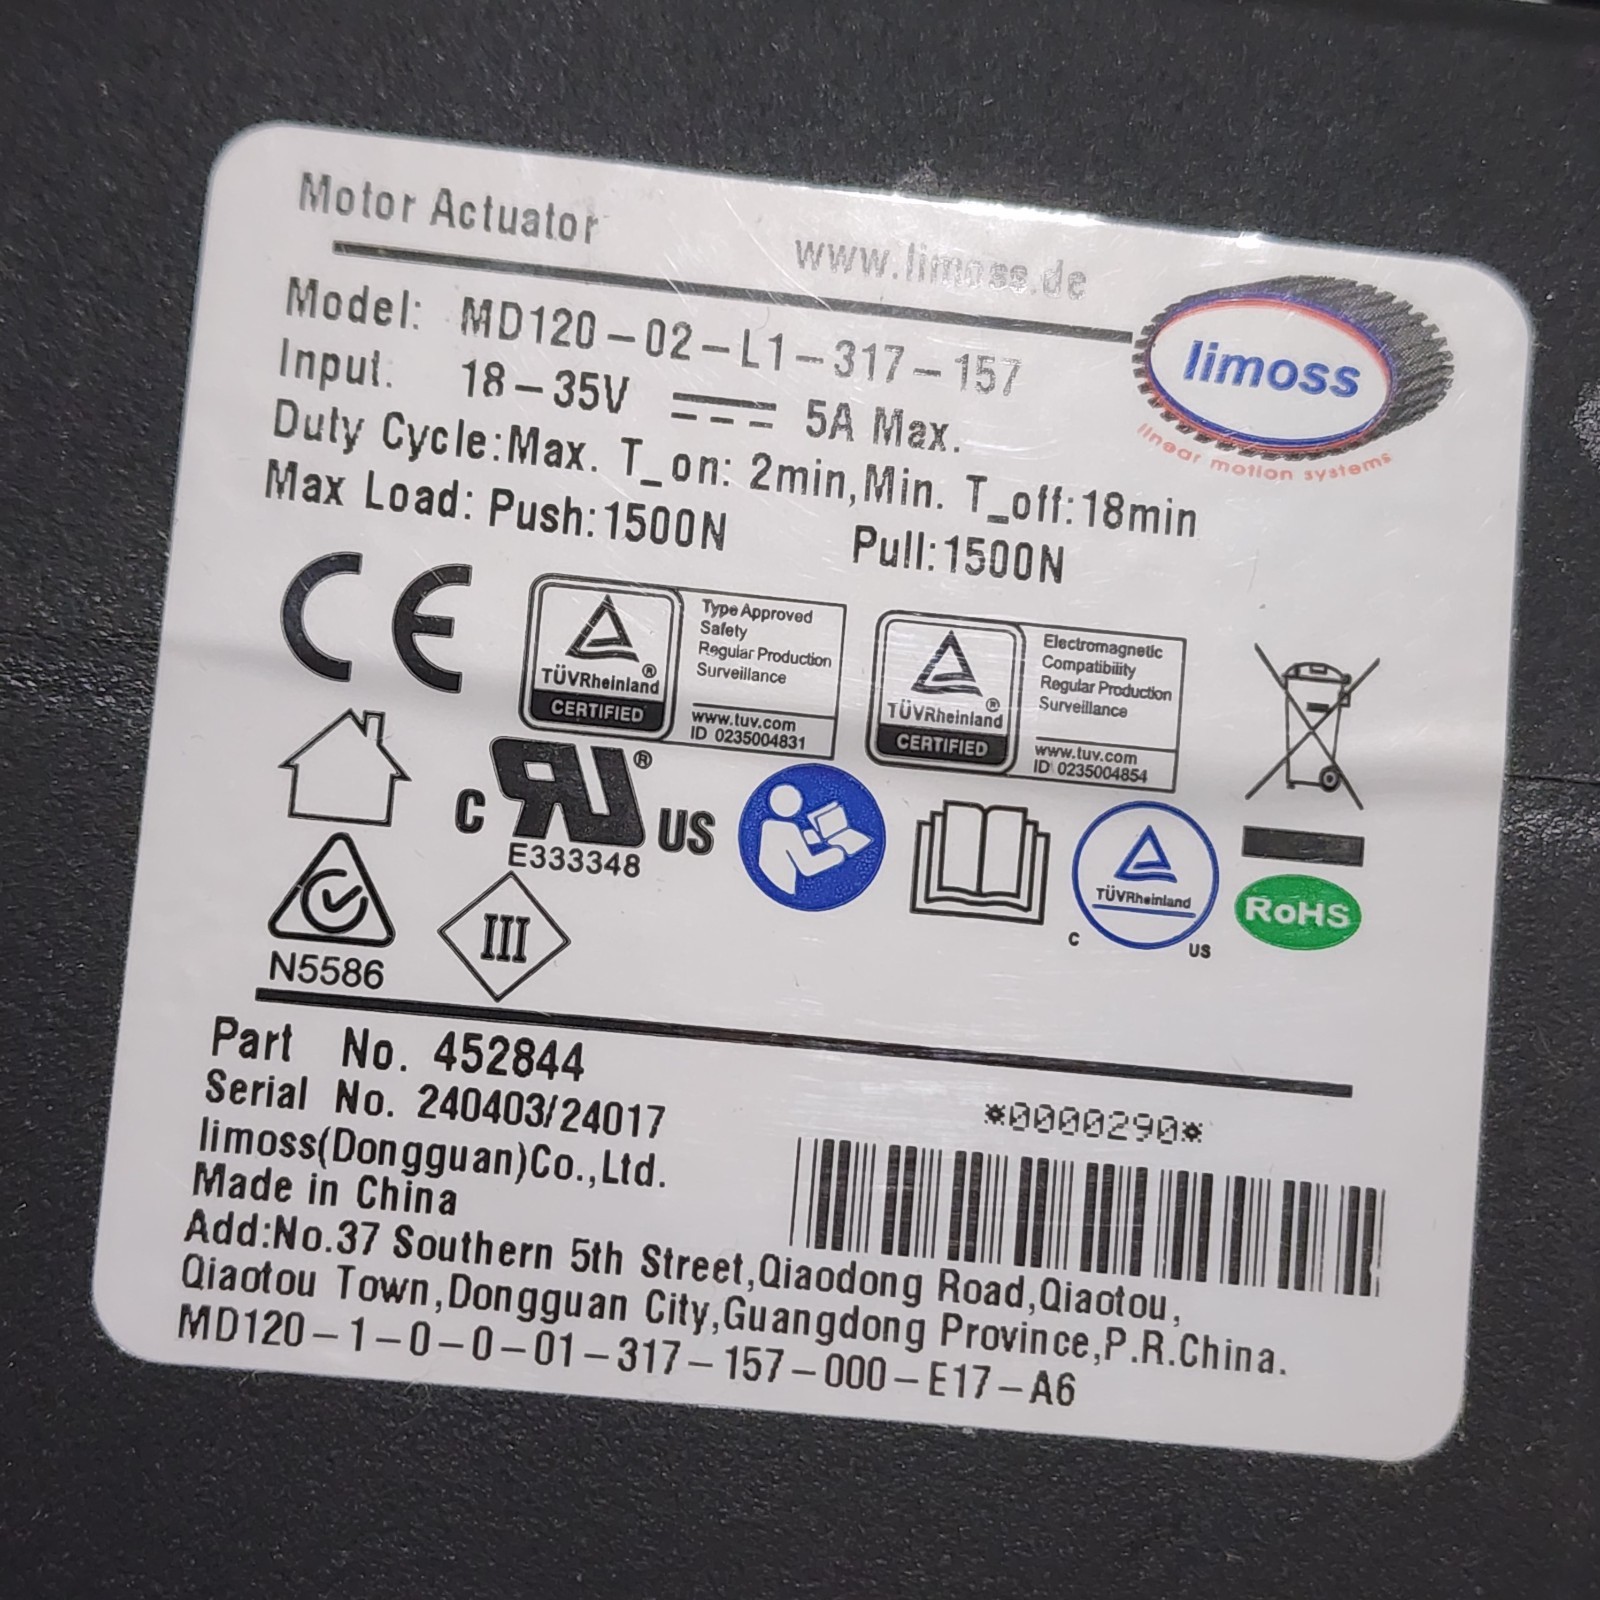 Motor Actuator
www.limoss.de
limoss
linear motion systems
Model: MD120-02-L1-317-157
Input: 18-35V 5A Max.
Duty Cycle:Max. T_on: 2min,Min. T_off:18min
Max Load: Push:1500N Pull:1500N
CE
TÜVRheinland®
CERTIFIED
Type Approved
Safety
Regular Production
Surveillance
www.tuv.com
ID 0235004831
TÜVRheinland®
CERTIFIED
Electromagnetic
Compatibility
Regular Production
Surveillance
www.tuv.com
ID 0235004854
C RU® US
E333348
TÜVRheinland
C US
RoHS
N5586
III
Part No. 452844
Serial No. 240403/24017
*0000290*
limoss(Dongguan)Co.,Ltd.
Made in China
Add:No.37 Southern 5th Street,Qiaodong Road,Qiaotou,
Qiaotou Town,Dongguan City,Guangdong Province,P.R.China.
MD120-1-0-0-01-317-157-000-E17-A6